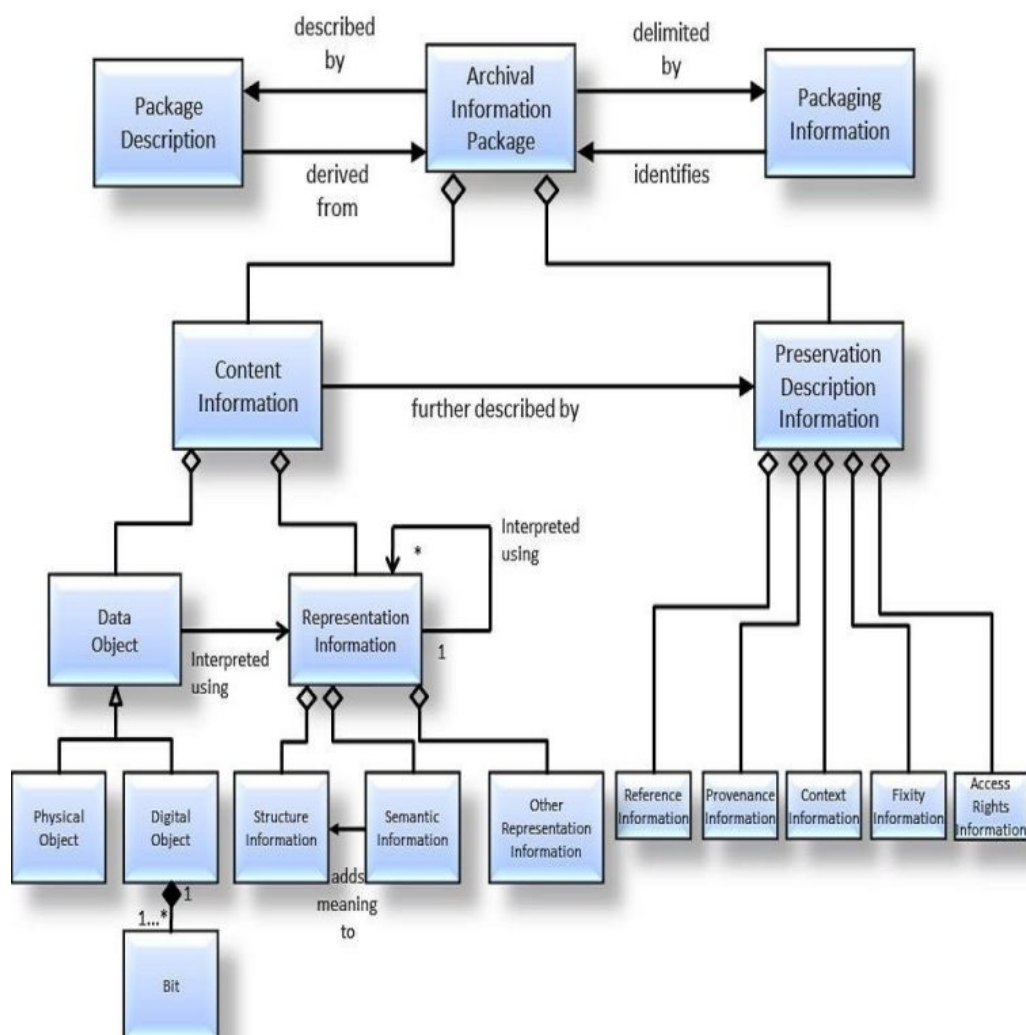 described
by
delimited
by
Package
Description
Archival
Information
Package
Packaging
Information
derived
from
identifies
Content
Information
Preservation
Description
Information
further described by
Interpreted
using
*
Data
Object
Representation
Information
Interpreted
using
1
Physical
Object
Digital
Object
Structure
Information
Semantic
Information
Other
Representation
Information
Reference
Information
Provenance
Information
Context
Information
Fixity
Information
Access
Rights
Information
adds
meaning
to
1
1...*
Bit